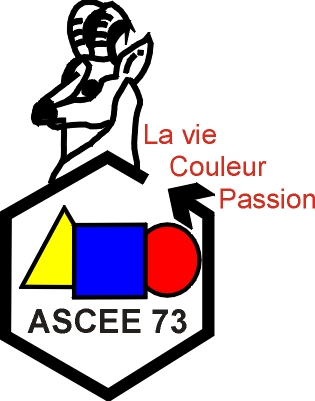 La vie
Couleur
Passion
ASCEE 73